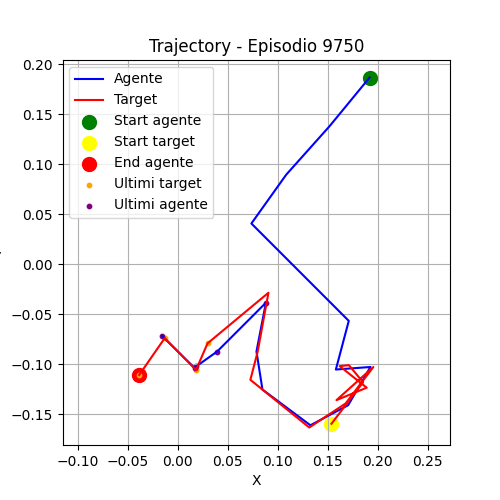 Trajectory - Episodio 9750
Agente
Target
Start agente
Start target
End agente
Ultimi target
Ultimi agente
0.20
0.15
0.10
0.05
0.00
−0.05
−0.10
−0.15
−0.10 −0.05 0.00 0.05 0.10 0.15 0.20 0.25
X